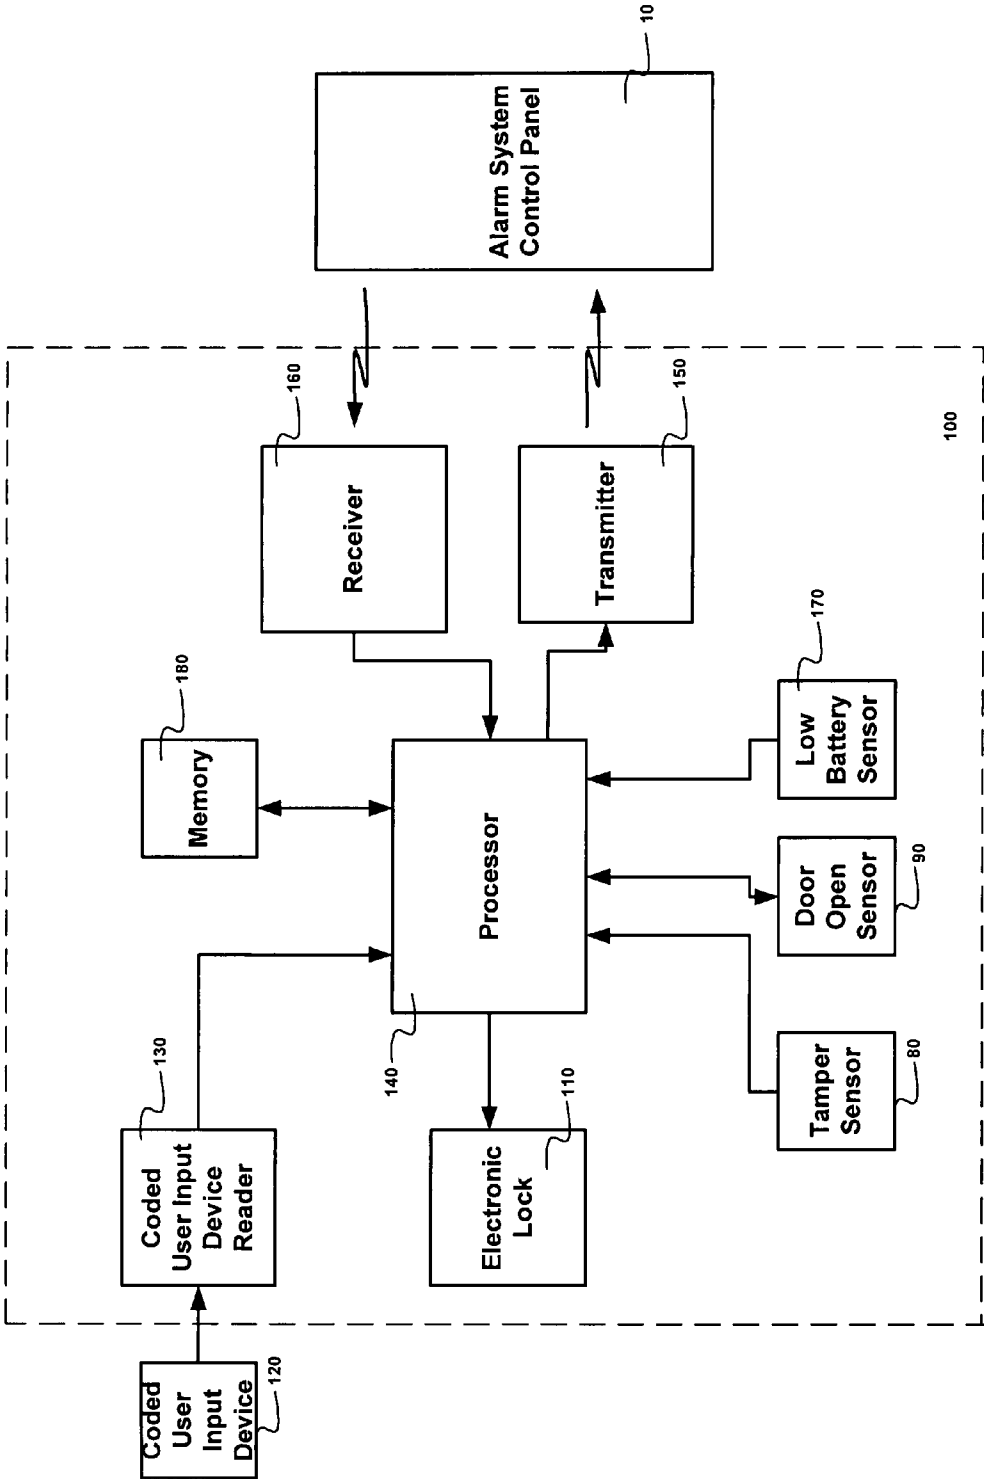 Coded
User
Input
Device
120
Coded
User Input
Device
Reader
130
Electronic
Lock
110
140
Processor
Memory
180
Receiver
160
Transmitter
150
Tamper
Sensor
80
Door
Open
Sensor
90
Low
Battery
Sensor
170
100
Alarm System
Control Panel
10